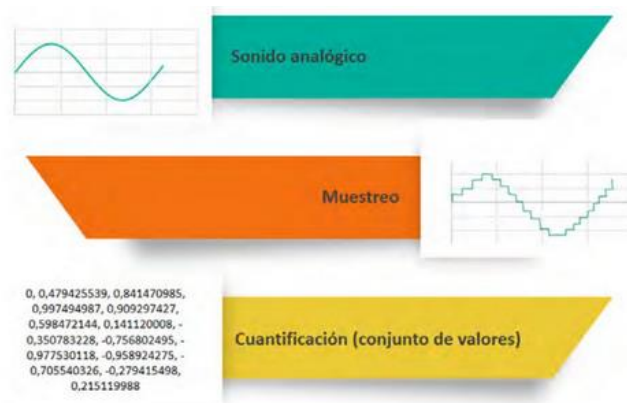 Sonido analógico
Muestreo
0, 0,479425539, 0,841470985,
0,997494987, 0,909297427,
0,598472144, 0,141120008, -
0,350783228, -0,756802495, -
0,977530118, -0,958924275, -
0,705540326, -0,279415498,
0,215119988
Cuantificación (conjunto de valores)